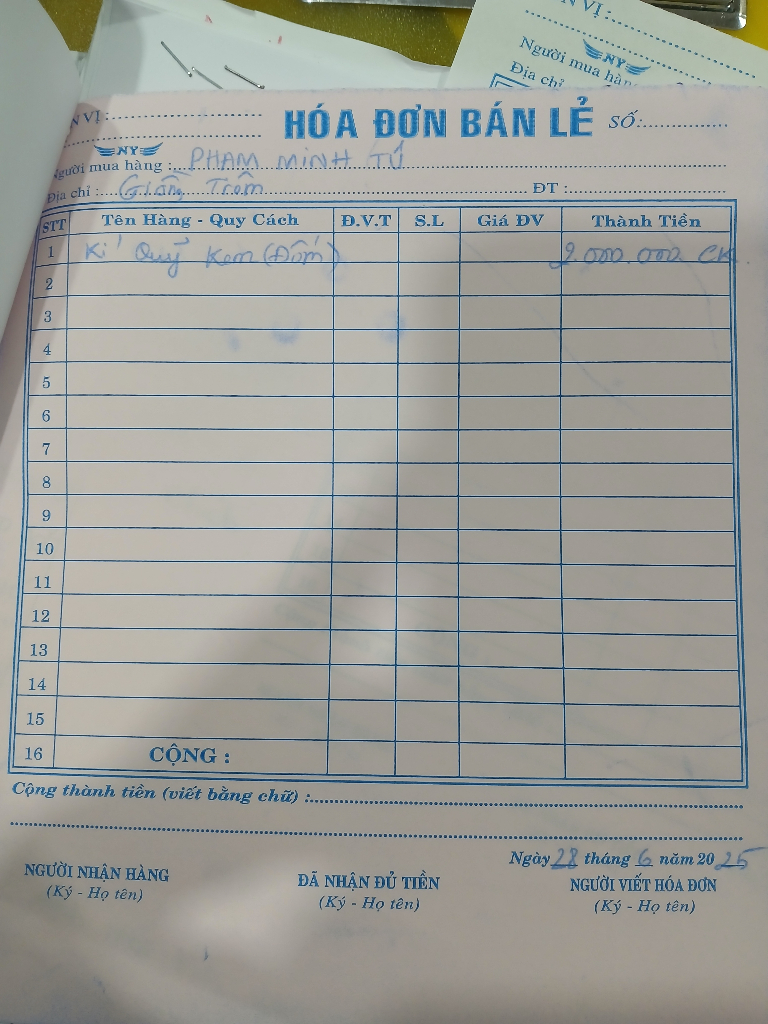 N VỊ:
NY
Người mua hàng
Địa chỉ
N VỊ:
HÓA ĐƠN BÁN LẺ SỐ:
NY
Người mua hàng : PHẠM MINH TÚ
Địa chỉ : Giồng Trôm ĐT :
STT Tên Hàng - Quy Cách Đ.V.T S.L Giá ĐV Thành Tiền
1 Kí Quỹ Kem (Đốm) 2.000.000 CK
2
3
4
5
6
7
8
9
10
11
12
13
14
15
16 CỘNG :
Cộng thành tiền (viết bằng chữ) :
Ngày 28 tháng 6 năm 2025
NGƯỜI NHẬN HÀNG ĐÃ NHẬN ĐỦ TIỀN NGƯỜI VIẾT HÓA ĐƠN
(Ký - Họ tên) (Ký - Họ tên) (Ký - Họ tên)